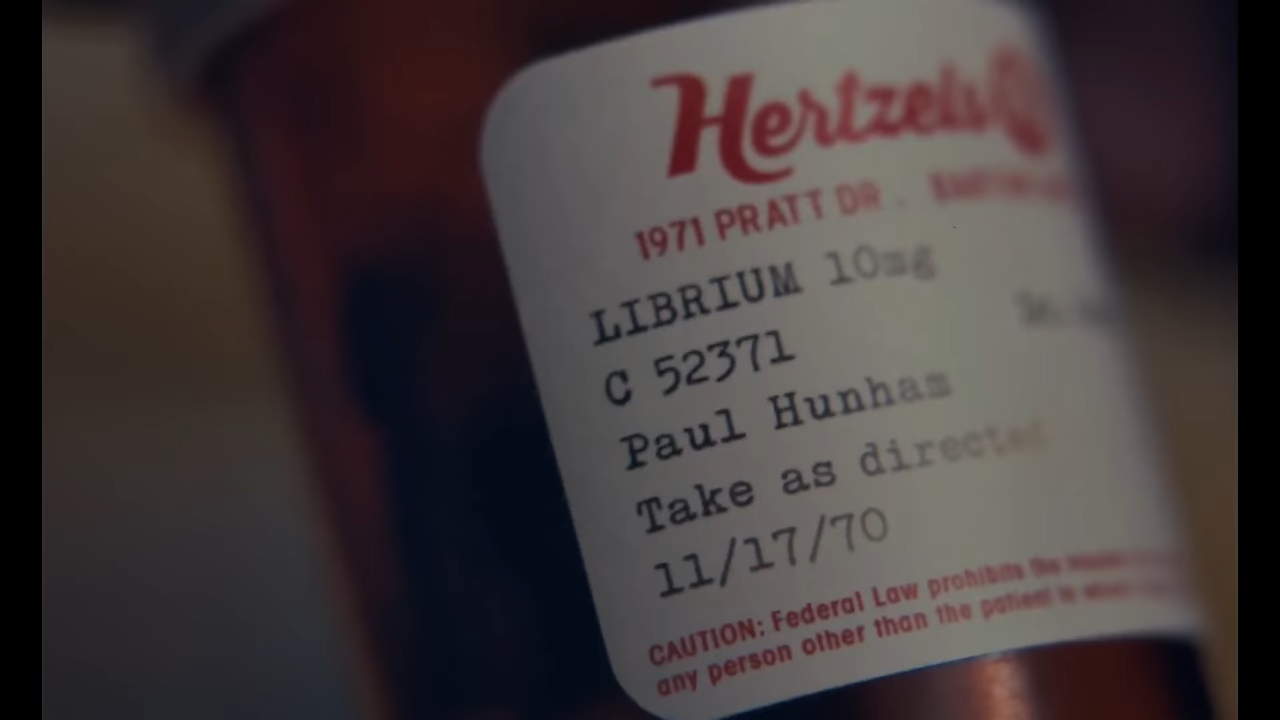 Hertzels
1971 PRATT DR.
LIBRIUM 10mg
C 52371
Paul Hunham
Take as directed
11/17/70
CAUTION: Federal Law prohibits the
any person other than the patient